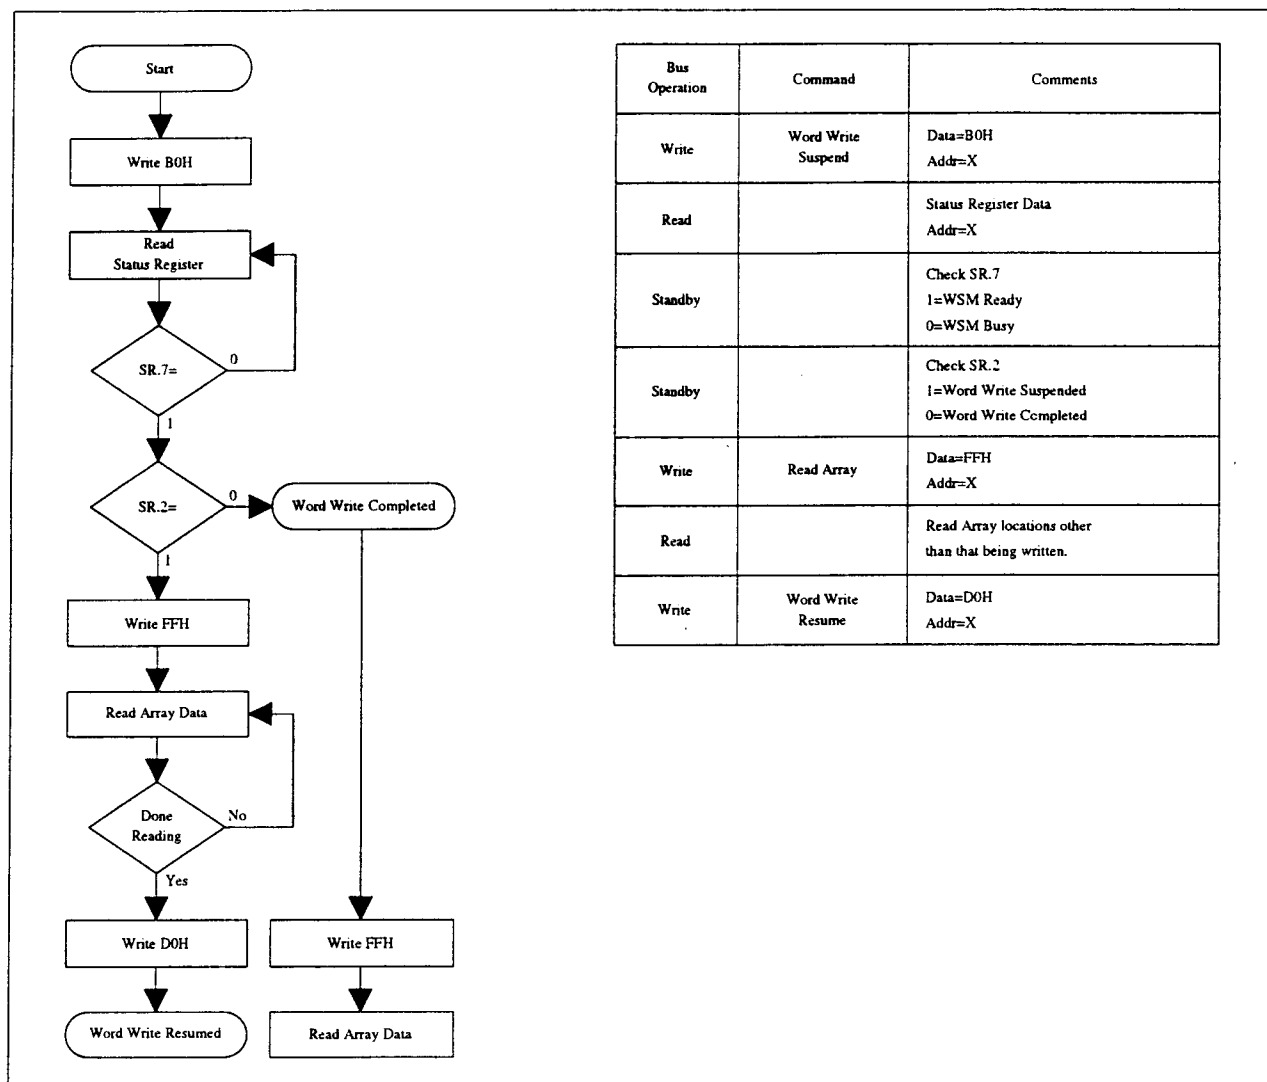 Start
Write B0H
Read
Status Register
SR.7=
0
1
SR.2=
0
Word Write Completed
1
Write FFH
Read Array Data
Done
Reading
No
Yes
Write D0H
Write FFH
Word Write Resumed
Read Array Data
Bus
Operation
Command
Comments
Write
Word Write
Suspend
Data=B0H
Addr=X
Read
Status Register Data
Addr=X
Standby
Check SR.7
1=WSM Ready
0=WSM Busy
Standby
Check SR.2
1=Word Write Suspended
0=Word Write Completed
Write
Read Array
Data=FFH
Addr=X
Read
Read Array locations other
than that being written.
Write
Word Write
Resume
Data=D0H
Addr=X